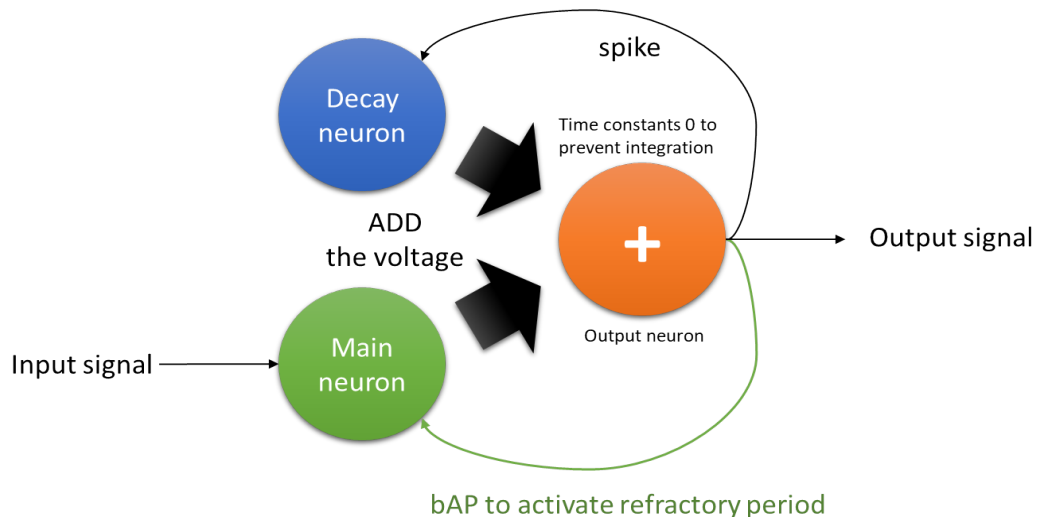 spike
Decay
neuron
Time constants 0 to
prevent integration
ADD
the voltage
+
Output signal
Output neuron
Input signal
Main
neuron
bAP to activate refractory period